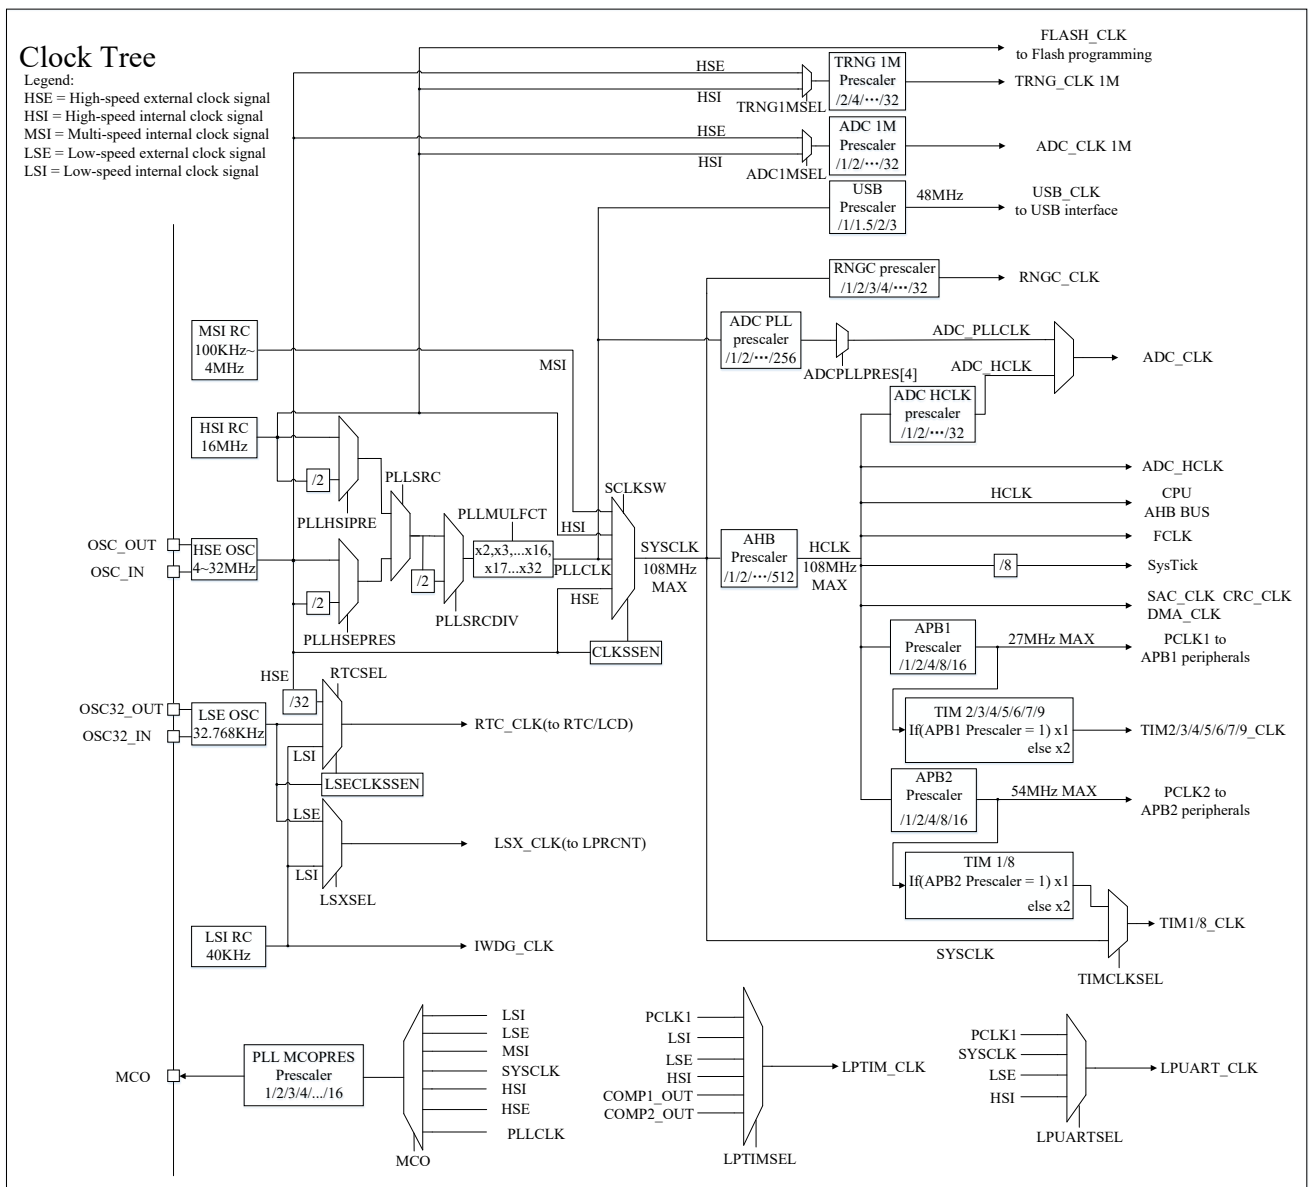 Clock Tree
Legend:
HSE = High-speed external clock signal
HSI = High-speed internal clock signal
MSI = Multi-speed internal clock signal
LSE = Low-speed external clock signal
LSI = Low-speed internal clock signal
FLASH_CLK
to Flash programming
HSE
HSI
TRNG1MSEL
TRNG 1M
Prescaler
/2/4/···/32
TRNG_CLK 1M
HSE
HSI
ADC1MSEL
ADC 1M
Prescaler
/1/2/···/32
ADC_CLK 1M
USB
Prescaler
/1/1.5/2/3
48MHz
USB_CLK
to USB interface
RNGC prescaler
/1/2/3/4/···/32
RNGC_CLK
MSI RC
100KHz~
4MHz
MSI
ADC PLL
prescaler
/1/2/···/256
ADCPLLPRES[4]
ADC_PLLCLK
ADC_HCLK
ADC_CLK
ADC HCLK
prescaler
/1/2/···/32
HSI RC
16MHz
/2
PLLHSIPRE
PLLSRC
PLLMULFCT
SCLKSW
HSI
ADC_HCLK
HCLK
CPU
AHB BUS
FCLK
OSC_OUT
OSC_IN
HSE OSC
4~32MHz
/2
PLLHSEPRES
/2
PLLSRCDIV
x2,x3,...x16,
x17...x32
PLLCLK
HSE
CLKSSEN
SYSCLK
108MHz
MAX
AHB
Prescaler
/1/2/···/512
HCLK
108MHz
MAX
/8
SysTick
SAC_CLK CRC_CLK
DMA_CLK
APB1
Prescaler
/1/2/4/8/16
27MHz MAX
PCLK1 to
APB1 peripherals
HSE
/32
RTCSEL
OSC32_OUT
OSC32_IN
LSE OSC
32.768KHz
LSI
RTC_CLK(to RTC/LCD)
LSECLKSSEN
TIM 2/3/4/5/6/7/9
If(APB1 Prescaler = 1) x1
else x2
TIM2/3/4/5/6/7/9_CLK
APB2
Prescaler
/1/2/4/8/16
54MHz MAX
PCLK2 to
APB2 peripherals
LSE
LSI
LSXSEL
LSX_CLK(to LPRCNT)
TIM 1/8
If(APB2 Prescaler = 1) x1
else x2
TIM1/8_CLK
SYSCLK
TIMCLKSEL
LSI RC
40KHz
IWDG_CLK
MCO
PLL MCOPRES
Prescaler
1/2/3/4/.../16
LSI
LSE
MSI
SYSCLK
HSI
HSE
PLLCLK
MCO
PCLK1
LSI
LSE
HSI
COMP1_OUT
COMP2_OUT
LPTIM_CLK
LPTIMSEL
PCLK1
SYSCLK
LSE
HSI
LPUART_CLK
LPUARTSEL